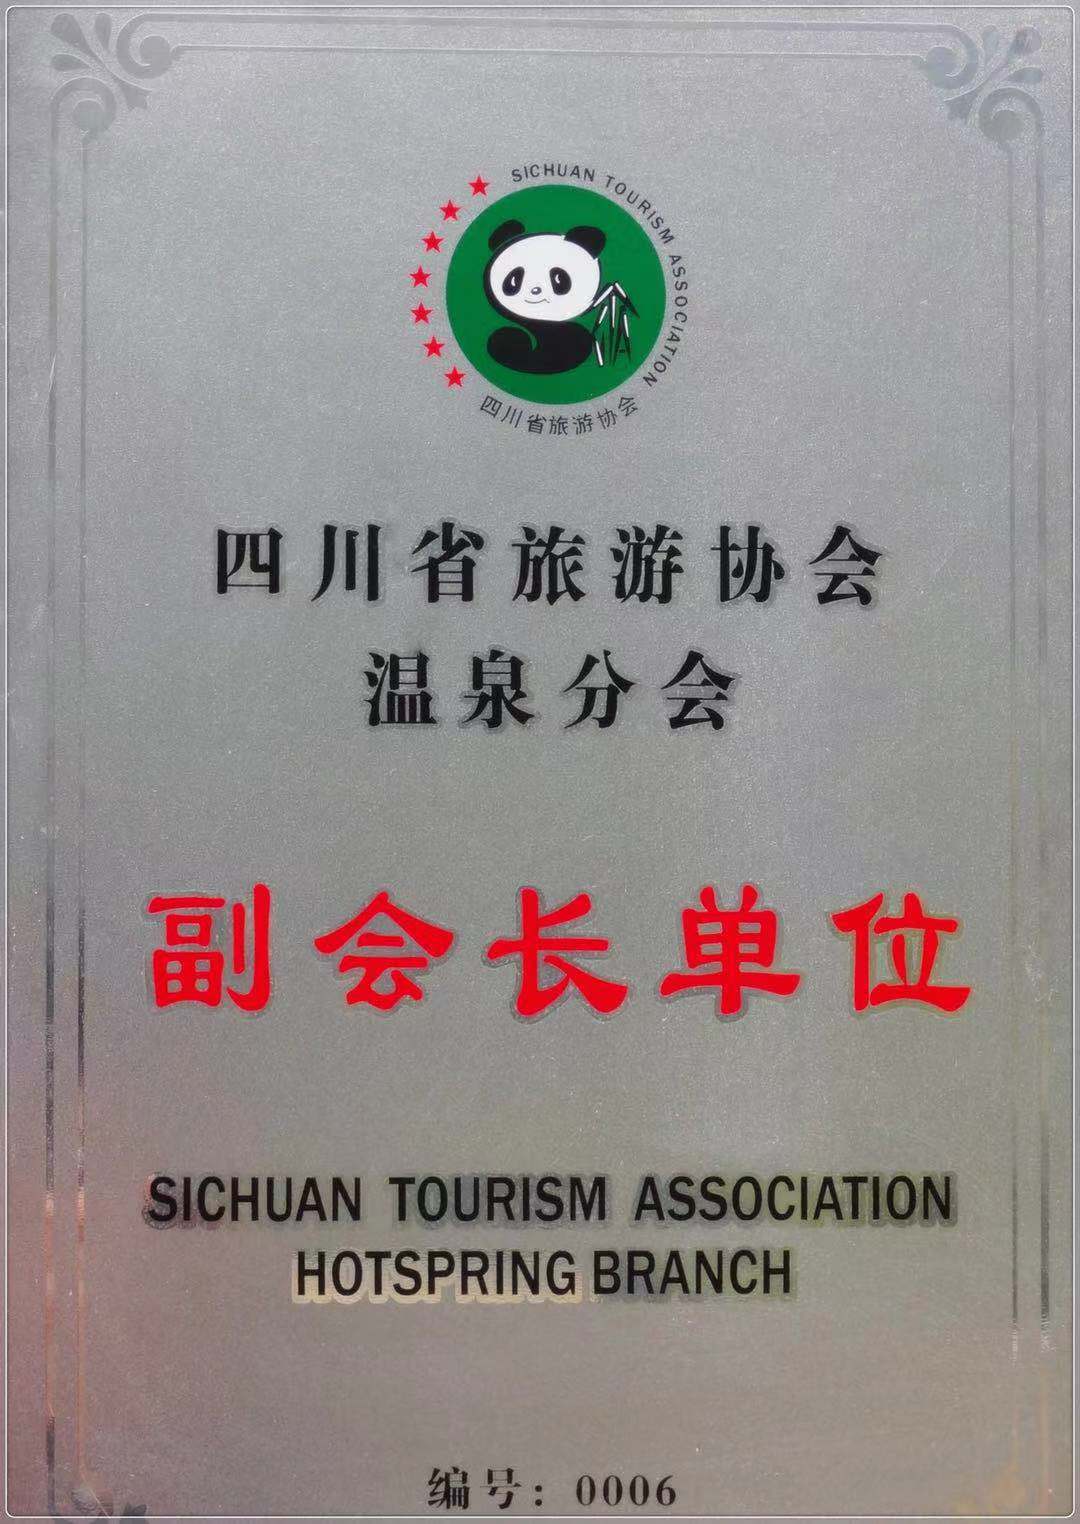 SICHUAN TOURISM ASSOCIATION
四川省旅游协会
四川省旅游协会
温泉分会
副会长单位
SICHUAN TOURISM ASSOCIATION
HOTSPRING BRANCH
编号：0006